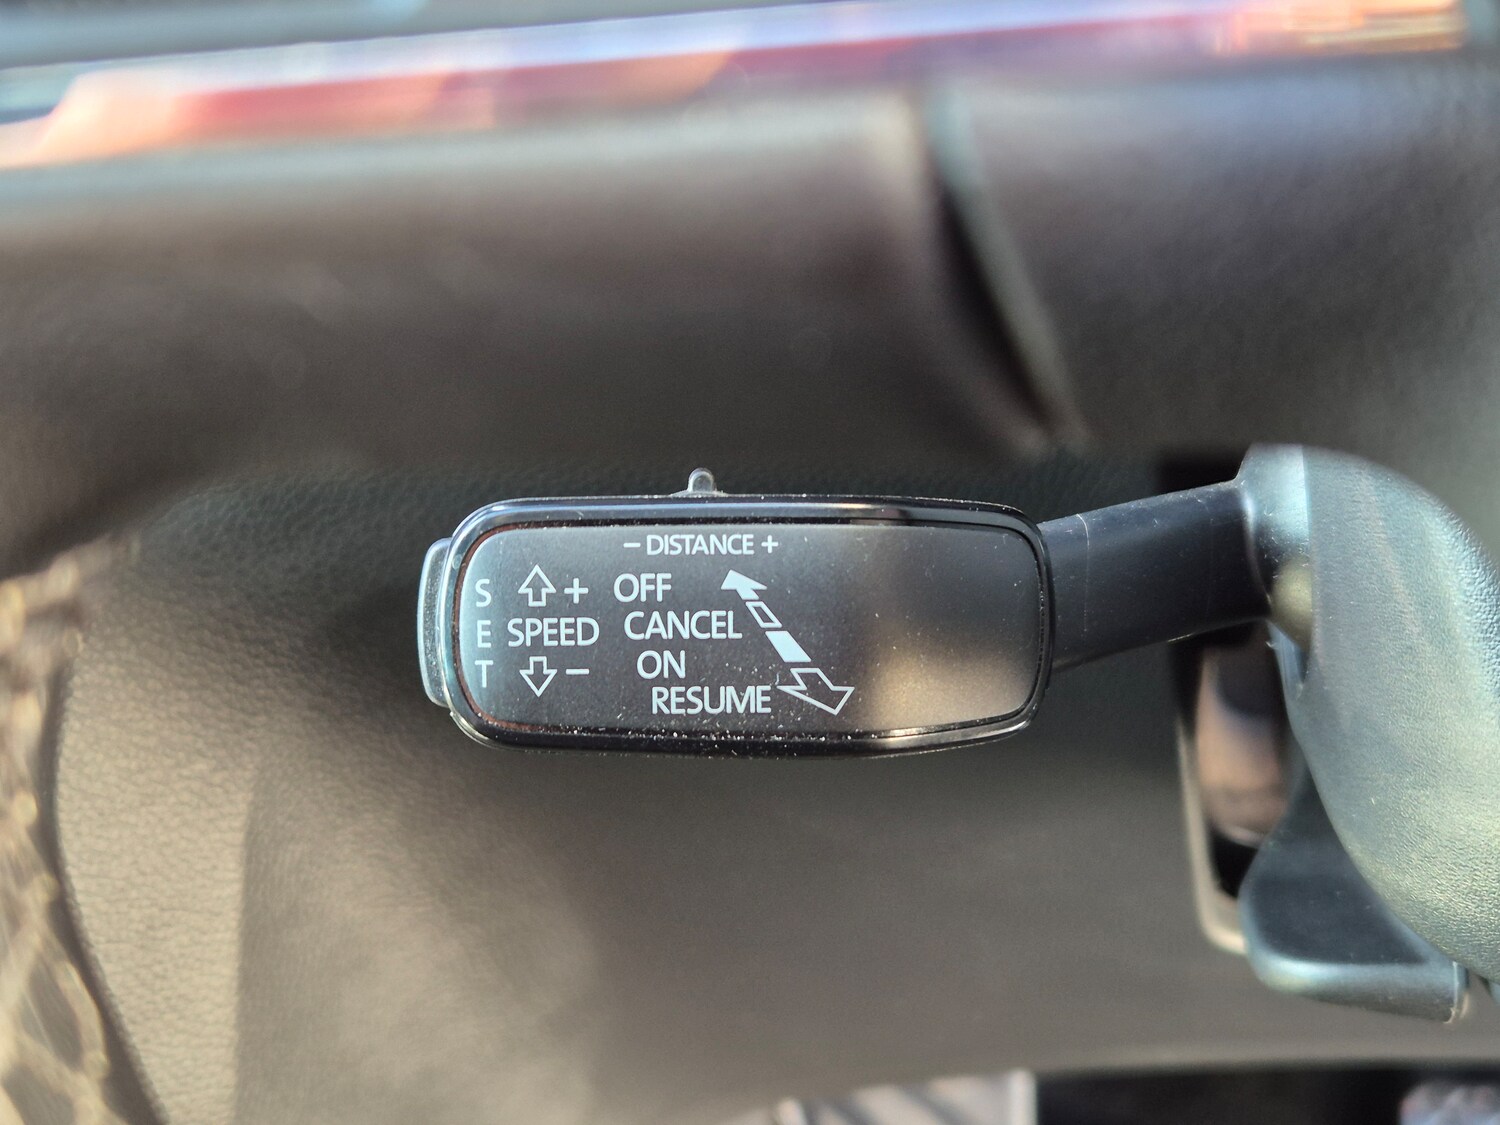 − DISTANCE +
S + OFF
E SPEED CANCEL
T − ON
RESUME